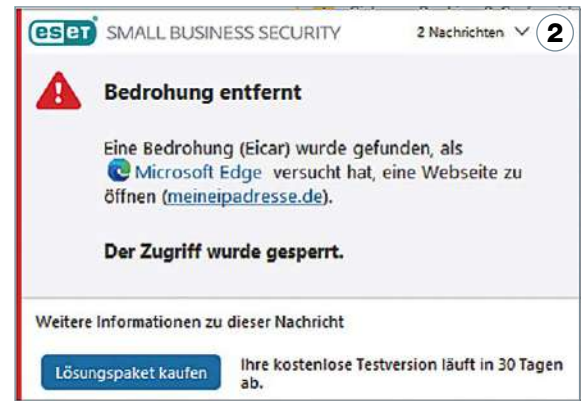 eset SMALL BUSINESS SECURITY 2 Nachrichten 2
Bedrohung entfernt
Eine Bedrohung (Eicar) wurde gefunden, als
Microsoft Edge versucht hat, eine Webseite zu
öffnen (meineipadresse.de).
Der Zugriff wurde gesperrt.
Weitere Informationen zu dieser Nachricht
Lösungspaket kaufen Ihre kostenlose Testversion läuft in 30 Tagen
ab.